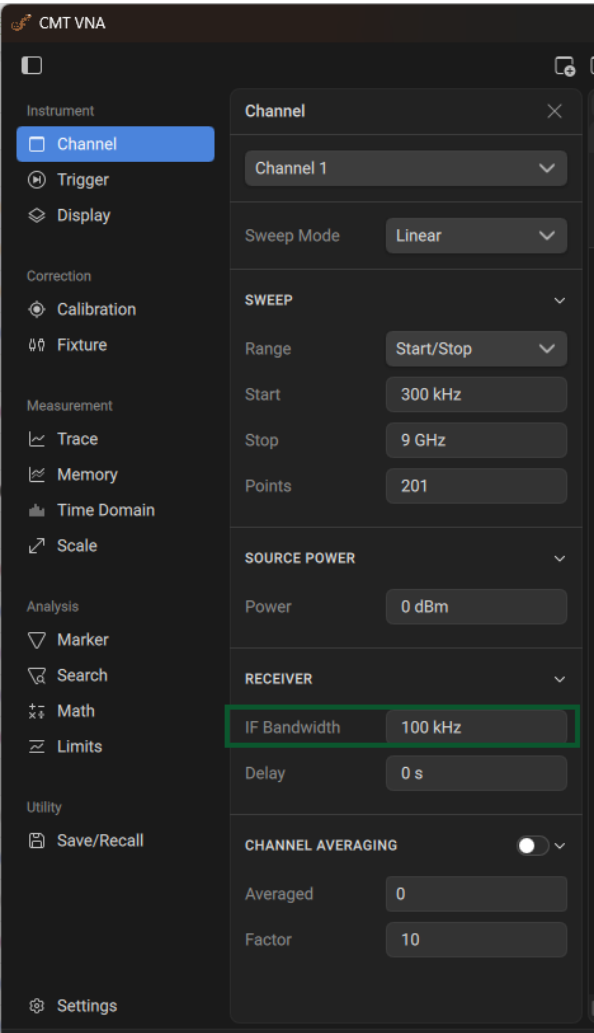 CMT VNA
Instrument
Channel
Trigger
Display
Correction
Calibration
Fixture
Measurement
Trace
Memory
Time Domain
Scale
Analysis
Marker
Search
Math
Limits
Utility
Save/Recall
Settings
Channel
Channel 1
Sweep Mode Linear
SWEEP
Range Start/Stop
Start 300 kHz
Stop 9 GHz
Points 201
SOURCE POWER
Power 0 dBm
RECEIVER
IF Bandwidth 100 kHz
Delay 0 s
CHANNEL AVERAGING
Averaged 0
Factor 10